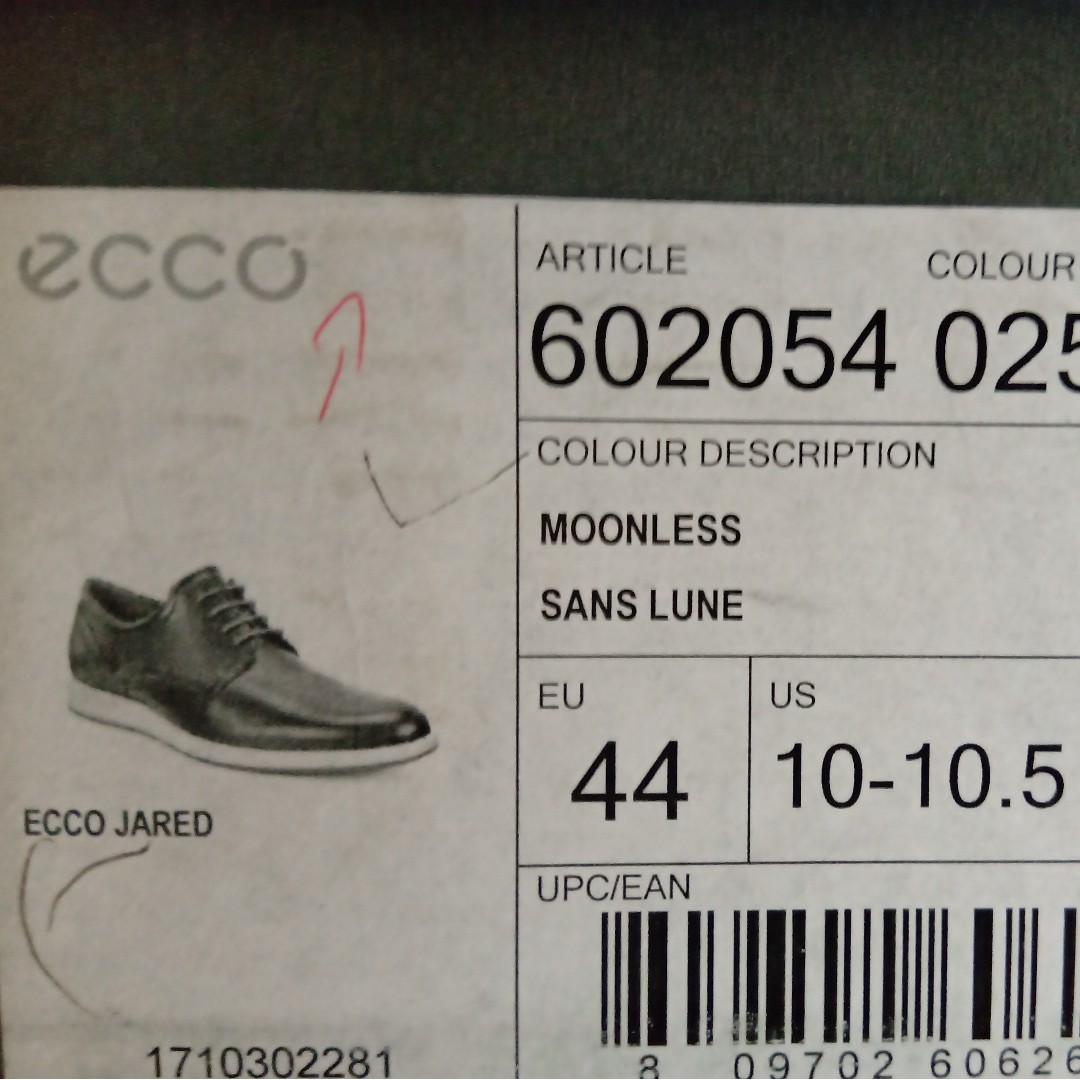 ecco
ARTICLE COLOUR
602054 025
COLOUR DESCRIPTION
MOONLESS
SANS LUNE
EU US
44 10-10.5
ECCO JARED
UPC/EAN
1710302281
8 09702 60626